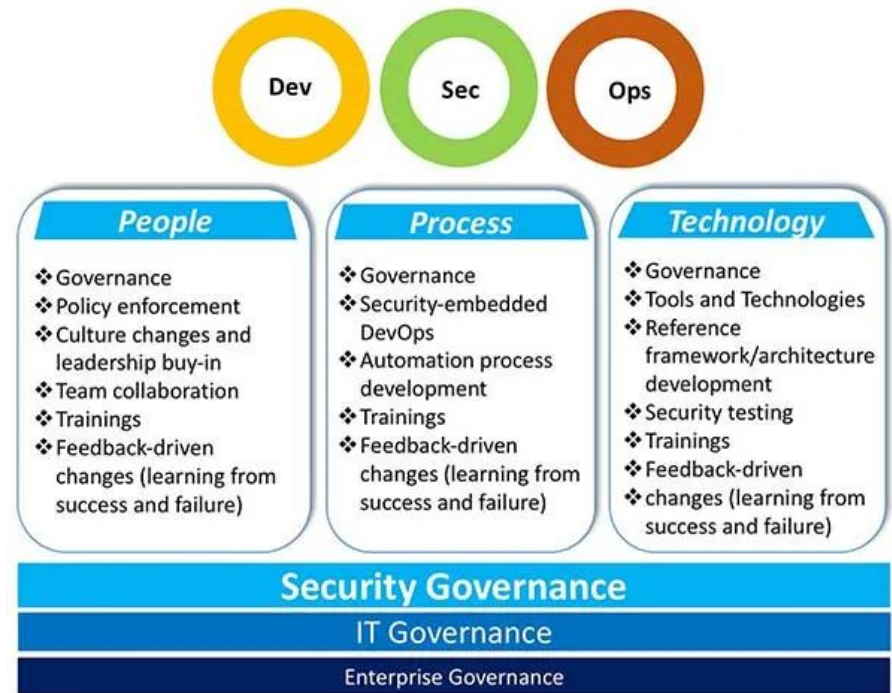 Dev
Sec
Ops
People
❖Governance
❖Policy enforcement
❖Culture changes and
leadership buy-in
❖Team collaboration
❖Trainings
❖Feedback-driven
changes (learning from
success and failure)
Process
❖Governance
❖Security-embedded
DevOps
❖Automation process
development
❖Trainings
❖Feedback-driven
changes (learning from
success and failure)
Technology
❖Governance
❖Tools and Technologies
❖Reference
framework/architecture
development
❖Security testing
❖Trainings
❖Feedback-driven
❖changes (learning from
success and failure)
Security Governance
IT Governance
Enterprise Governance